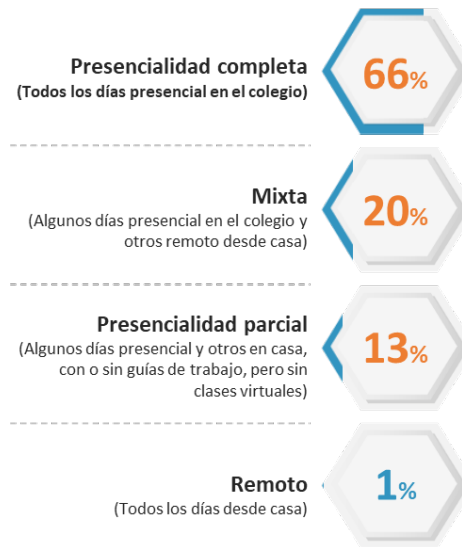 Presencialidad completa
(Todos los días presencial en el colegio)
66%
Mixta
(Algunos días presencial en el colegio y
otros remoto desde casa)
20%
Presencialidad parcial
(Algunos días presencial y otros en casa,
con o sin guías de trabajo, pero sin
clases virtuales)
13%
Remoto
(Todos los días desde casa)
1%